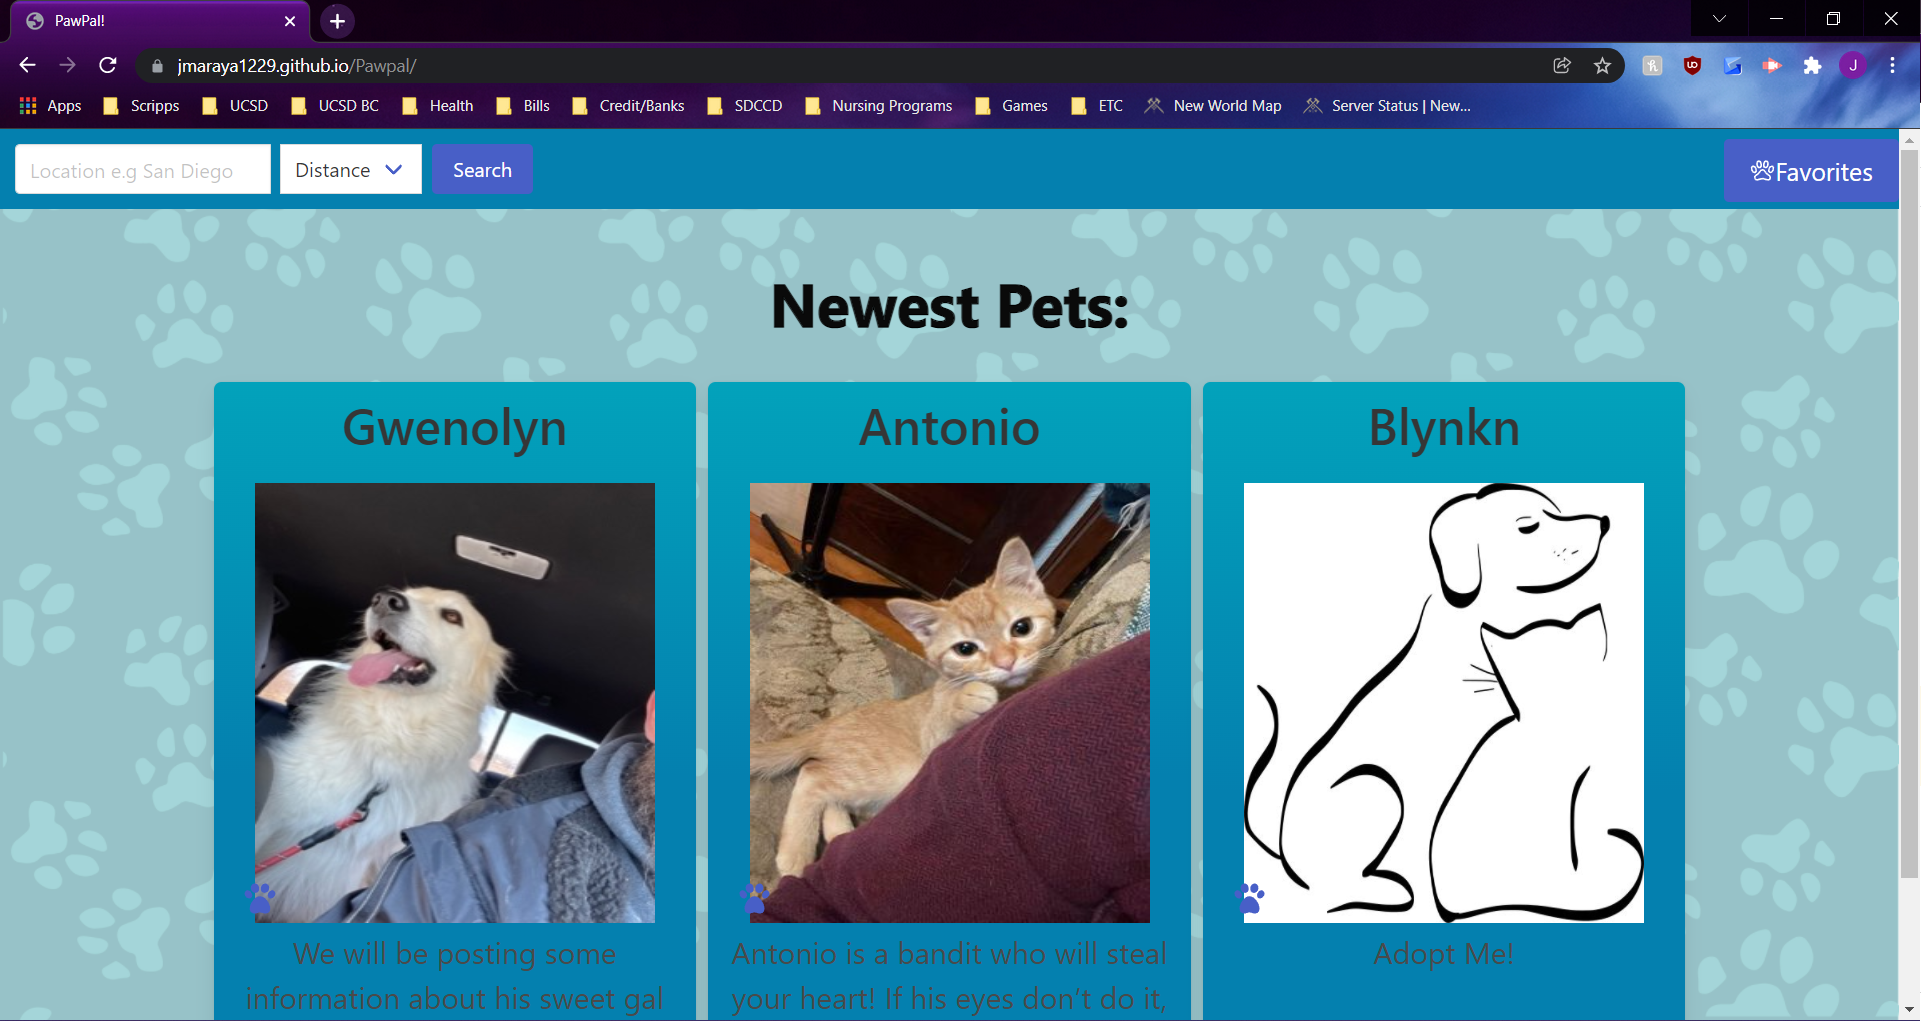 PawPal!
jmaraya1229.github.io/Pawpal/
J
Apps Scripps UCSD UCSD BC Health Bills Credit/Banks SDCCD Nursing Programs Games ETC New World Map Server Status | New...
Location e.g San Diego Distance Search Favorites
Newest Pets:
Gwenolyn
Antonio
Blynkn
We will be posting some
information about his sweet gal
Antonio is a bandit who will steal
your heart! If his eyes don't do it,
Adopt Me!